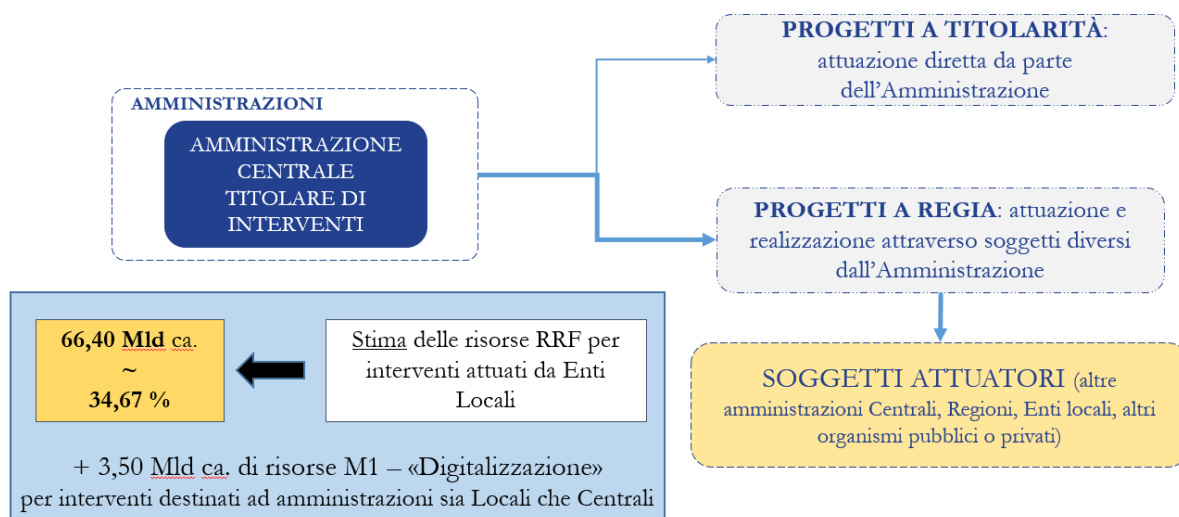 PROGETTI A TITOLARITÀ:
attuazione diretta da parte
dell'Amministrazione
AMMINISTRAZIONI
AMMINISTRAZIONE
CENTRALE
TITOLARE DI
INTERVENTI
PROGETTI A REGIA: attuazione e
realizzazione attraverso soggetti diversi
dall'Amministrazione
66,40 Mld ca.
~
34,67 %
Stima delle risorse RRF per
interventi attuati da Enti
Locali
SOGGETTI ATTUATORI (altre
amministrazioni Centrali, Regioni, Enti locali, altri
organismi pubblici o privati)
+ 3,50 Mld ca. di risorse M1 – «Digitalizzazione»
per interventi destinati ad amministrazioni sia Locali che Centrali